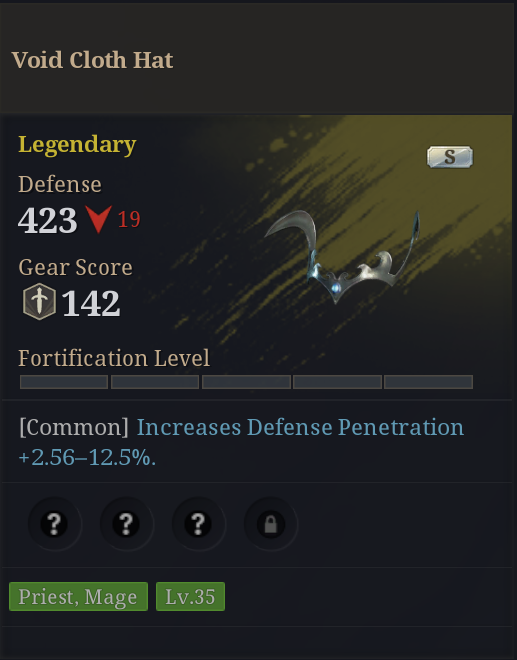 Void Cloth Hat
Legendary
S
Defense
423 19
Gear Score
142
Fortification Level
[Common] Increases Defense Penetration
+2.56–12.5%.
? ? ?
Priest, Mage Lv.35